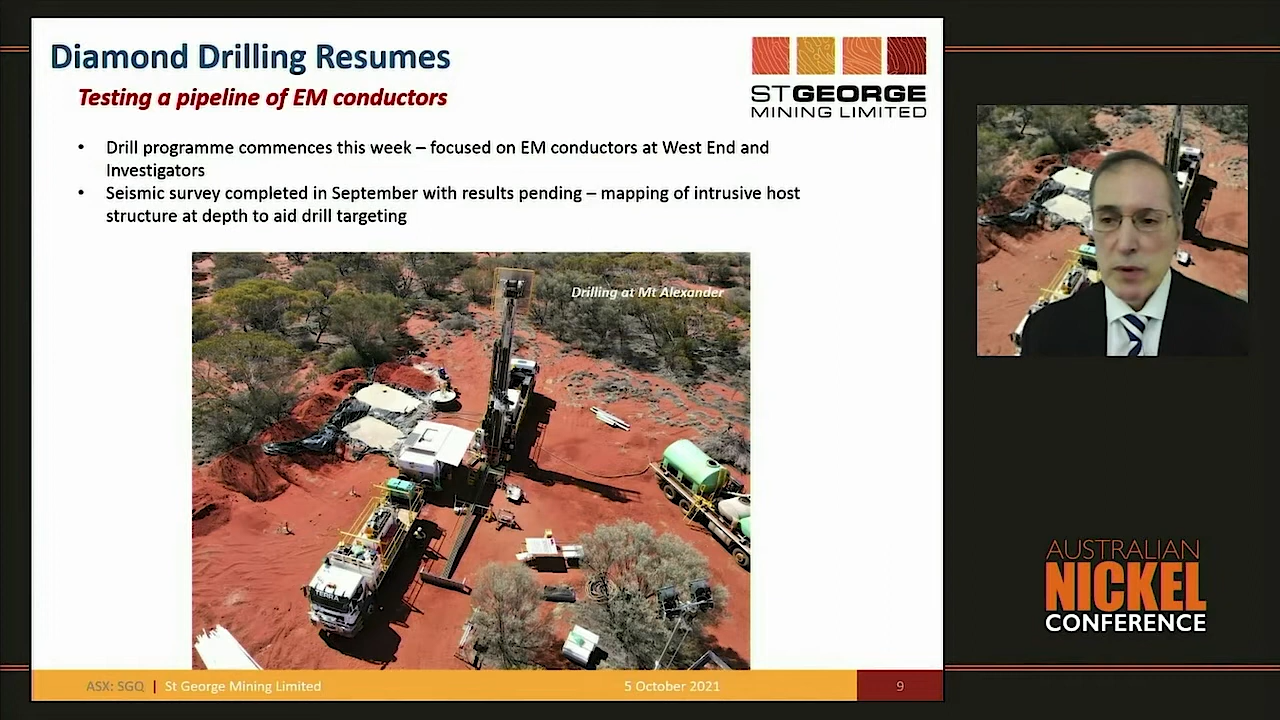 Diamond Drilling Resumes
Testing a pipeline of EM conductors
STGEORGE
MINING LIMITED
• Drill programme commences this week – focused on EM conductors at West End and
Investigators
• Seismic survey completed in September with results pending – mapping of intrusive host
structure at depth to aid drill targeting
Drilling at Mt Alexander
ASX: SGQ | St George Mining Limited
5 October 2021
9
AUSTRALIAN
NICKEL
CONFERENCE